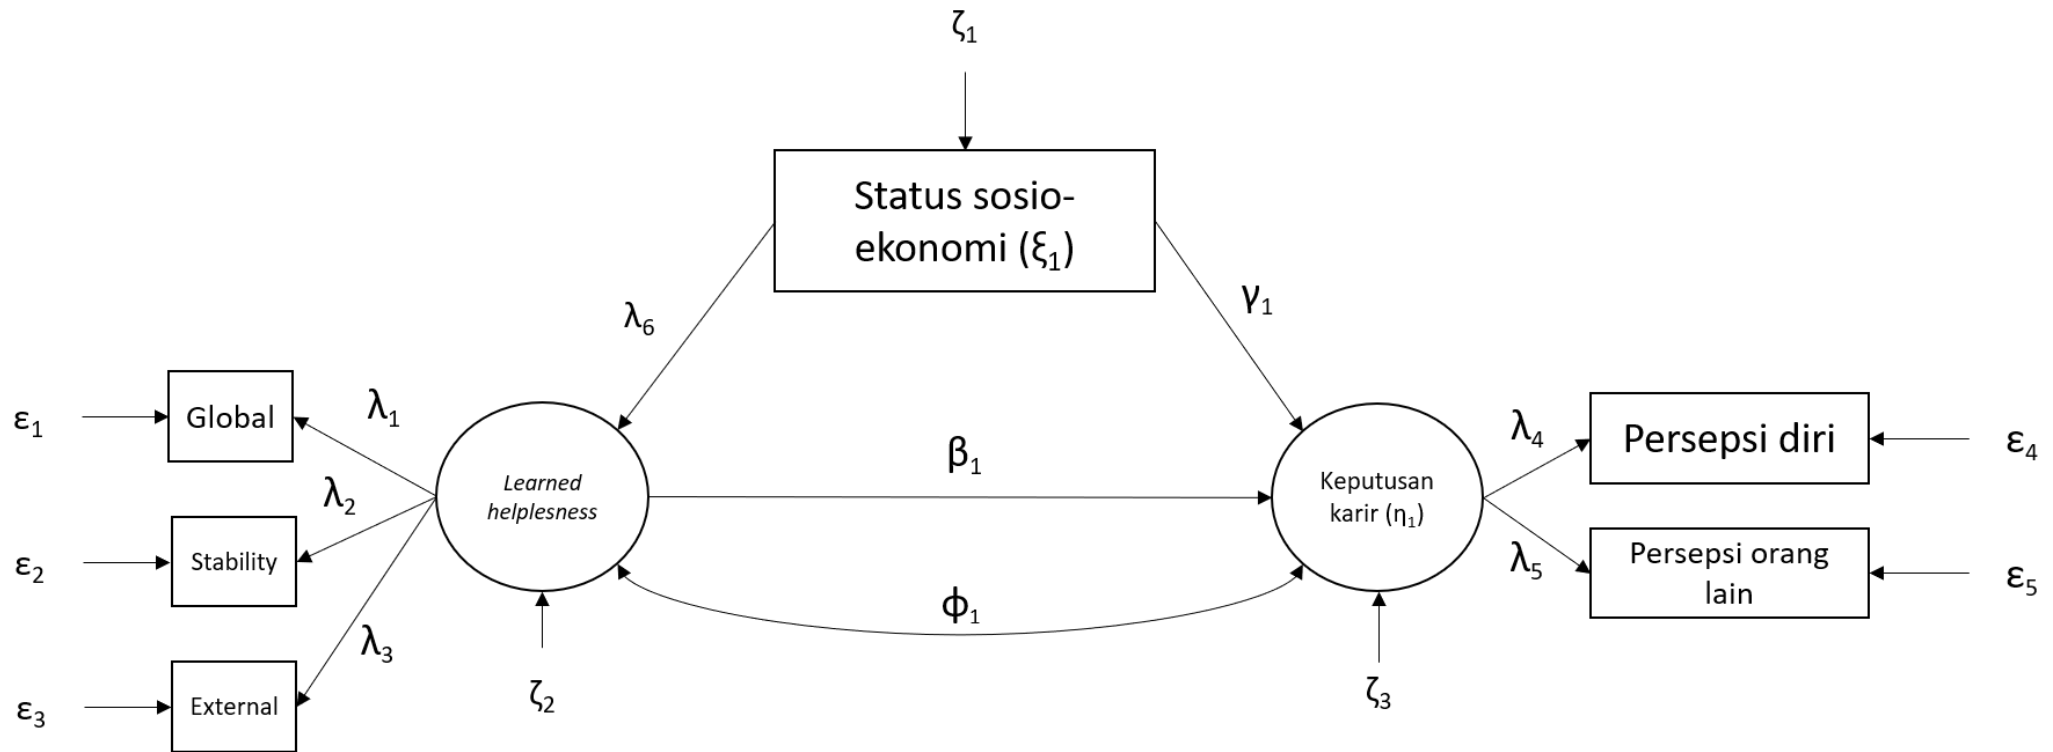 ζ1
Status sosio-
ekonomi (ξ1)
λ6
γ1
ε1
Global
λ1
λ2
ε2
Stability
λ3
ε3
External
Learned
helplesness
ζ2
β1
ϕ1
Keputusan
karir (η1)
ζ3
λ4
Persepsi diri
ε4
λ5
Persepsi orang
lain
ε5